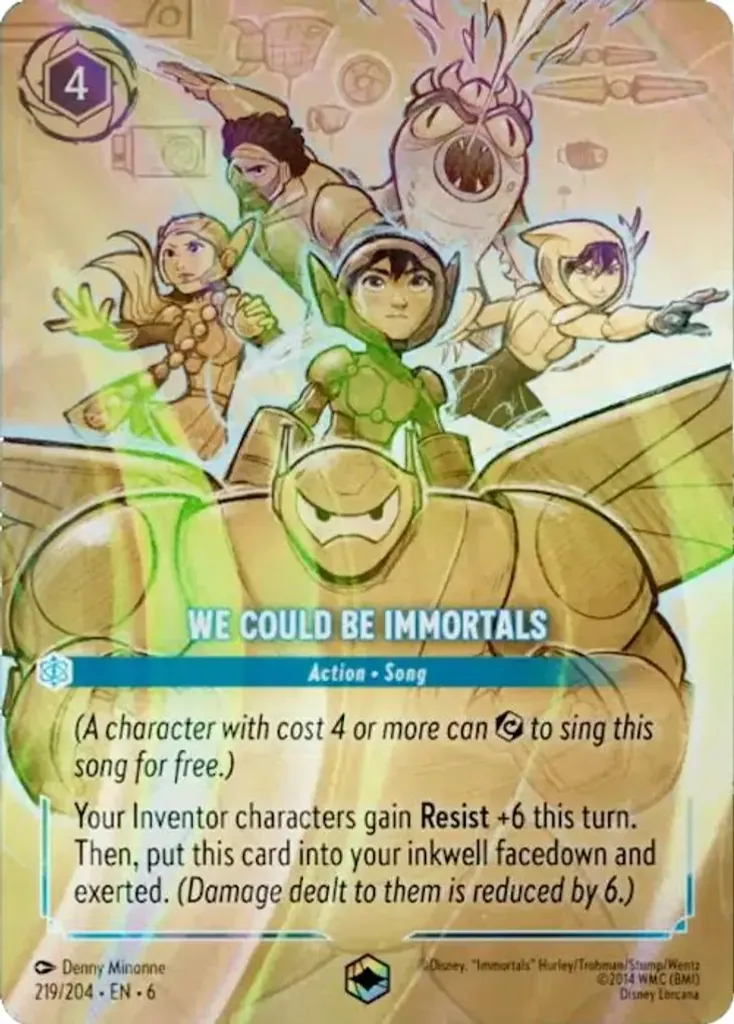 4
WE COULD BE IMMORTALS
Action • Song
(A character with cost 4 or more can to sing this
song for free.)
Your Inventor characters gain Resist +6 this turn.
Then, put this card into your inkwell facedown and
exerted. (Damage dealt to them is reduced by 6.)
Denny Minonne
219/204 • EN • 6
©Disney. "Immortals" Hurley/Trohman/Stump/Wentz
©2014 WMC (BMI)
Disney Lorcana